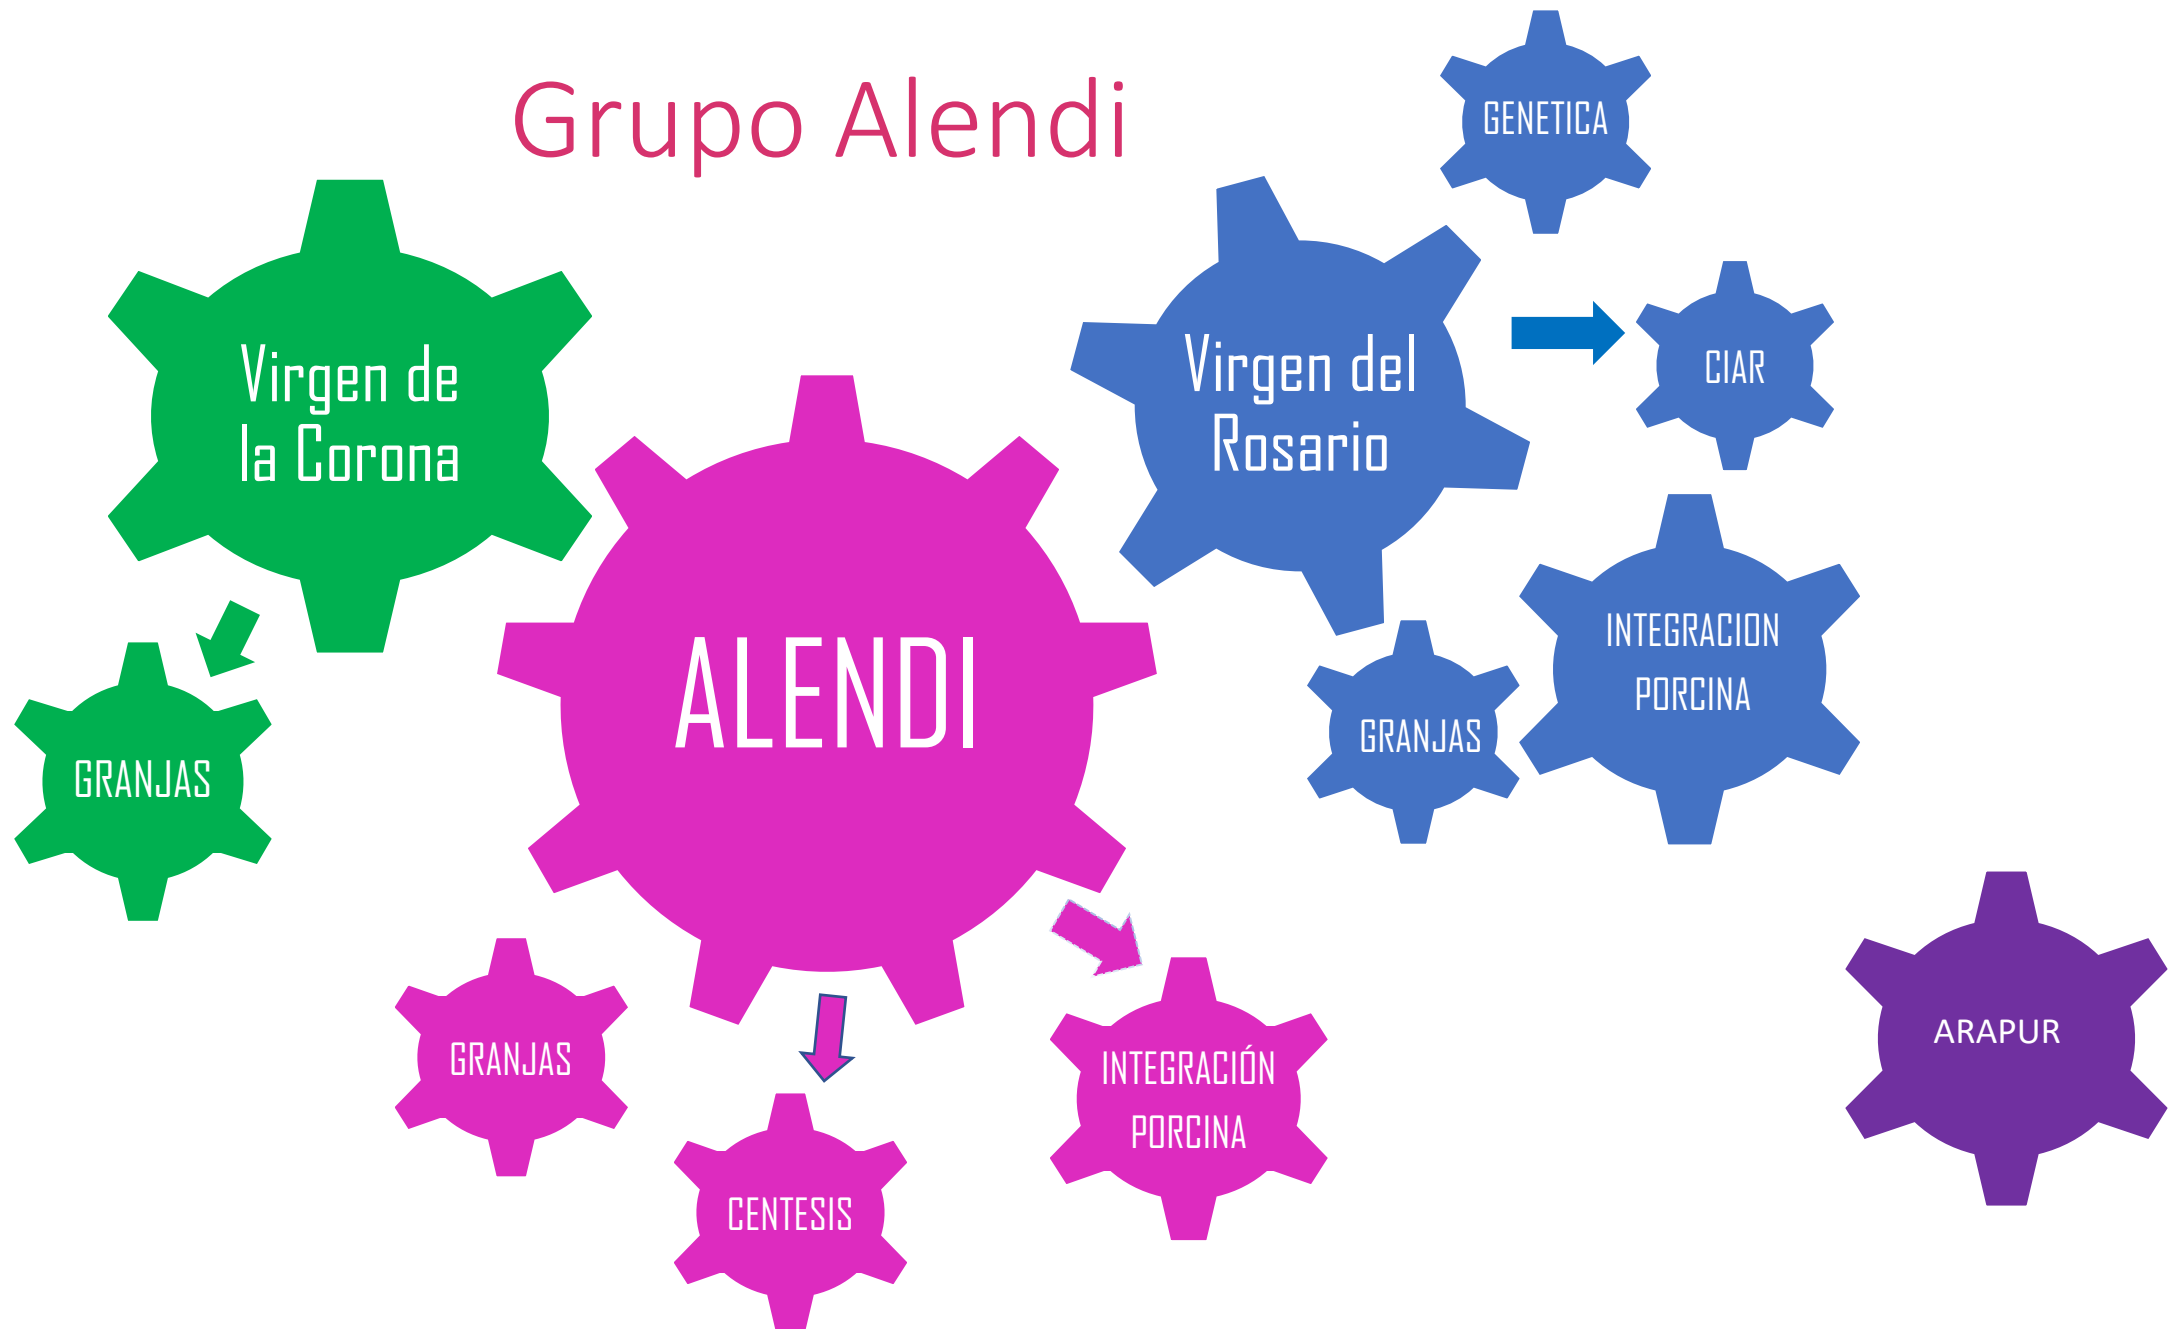 Grupo Alendi
GENETICA
Virgen de
la Corona
Virgen del
Rosario
CIAR
ALENDI
INTEGRACION
PORCINA
GRANJAS
GRANJAS
GRANJAS
CENTESIS
INTEGRACIÓN
PORCINA
ARAPUR